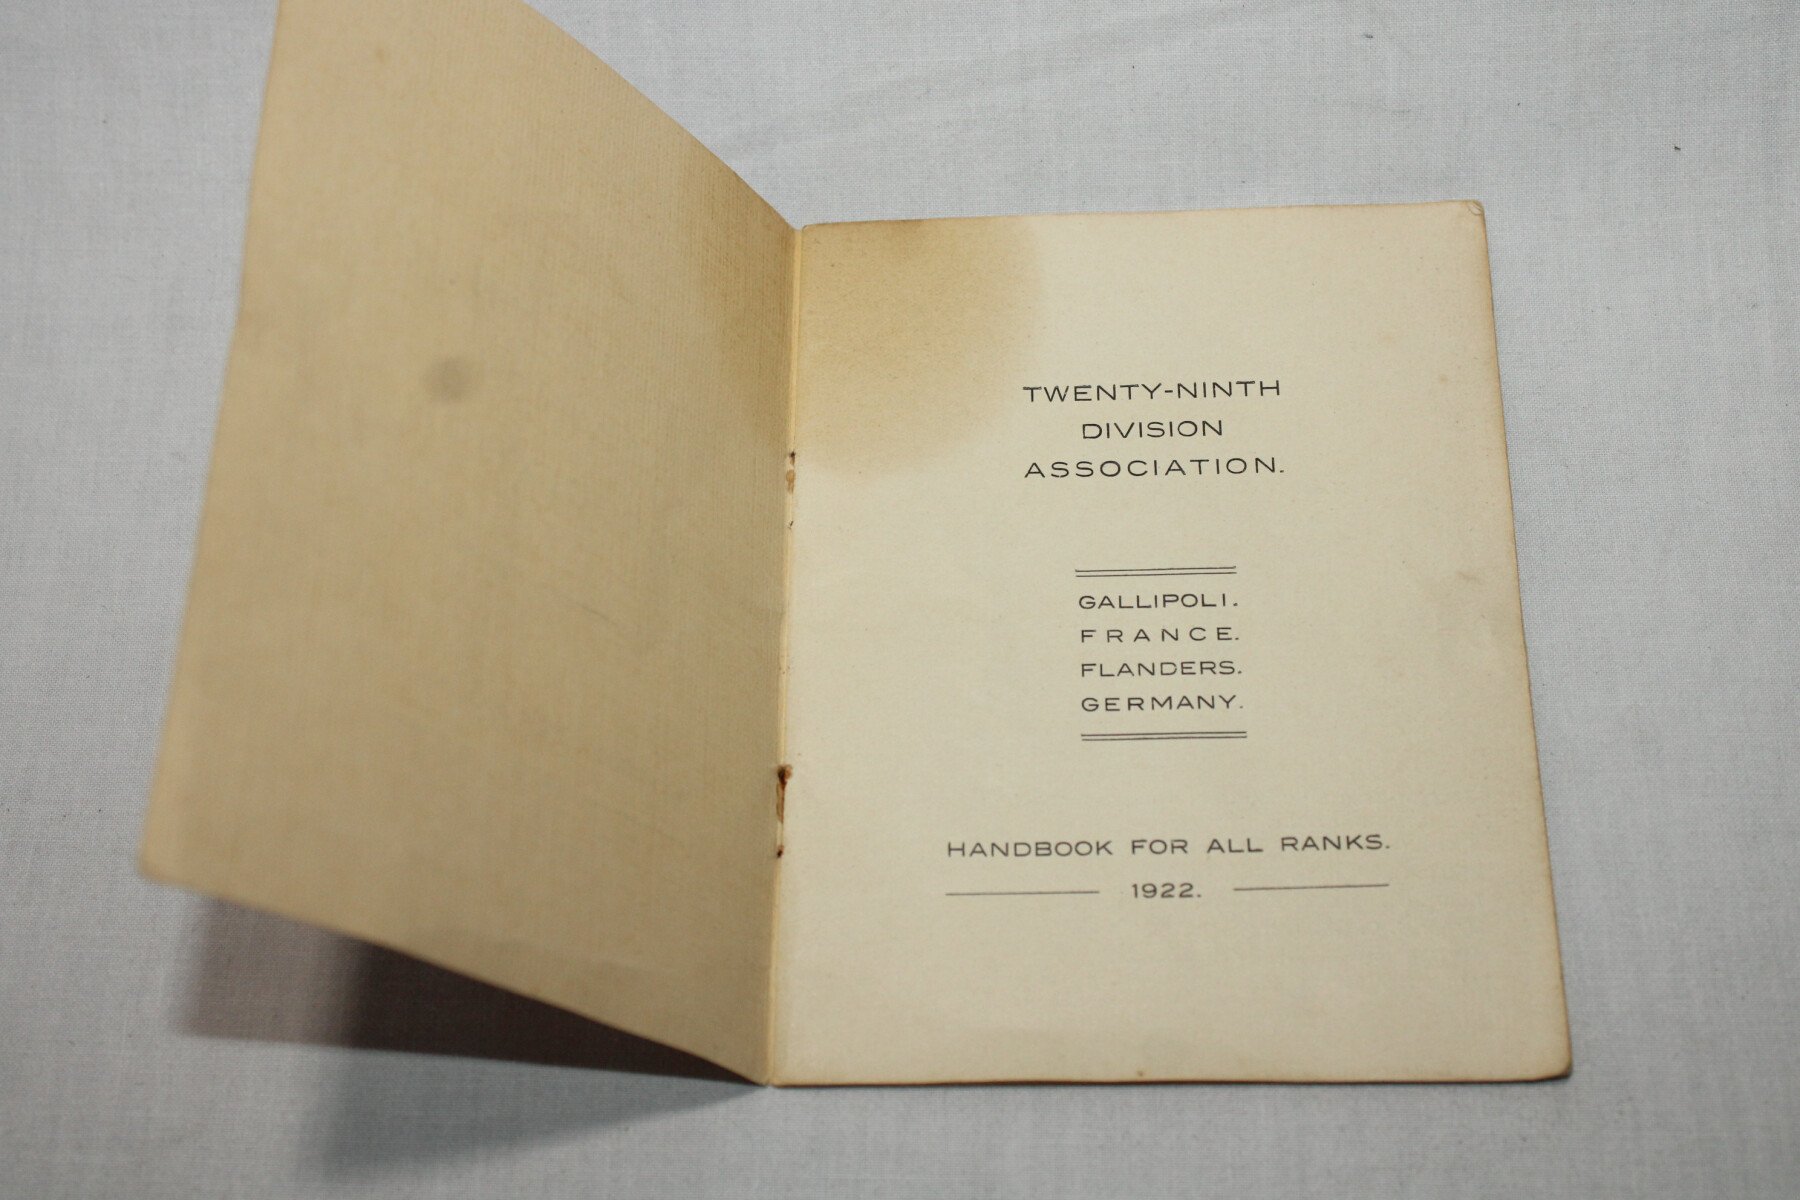 TWENTY-NINTH
DIVISION
ASSOCIATION.
GALLIPOLI.
FRANCE.
FLANDERS.
GERMANY.
HANDBOOK FOR ALL RANKS.
1922.